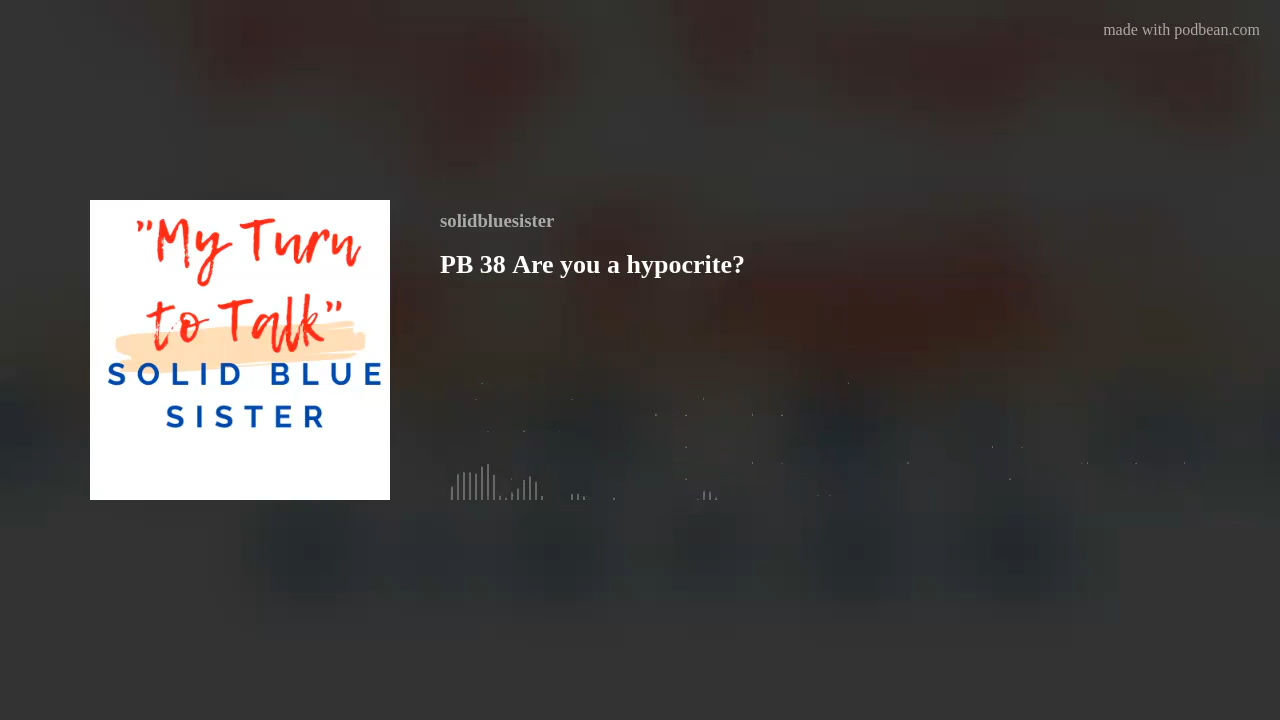 made with podbean.com
"My Turn
to Talk"
SOLID BLUE
SISTER
solidbluesister
PB 38 Are you a hypocrite?